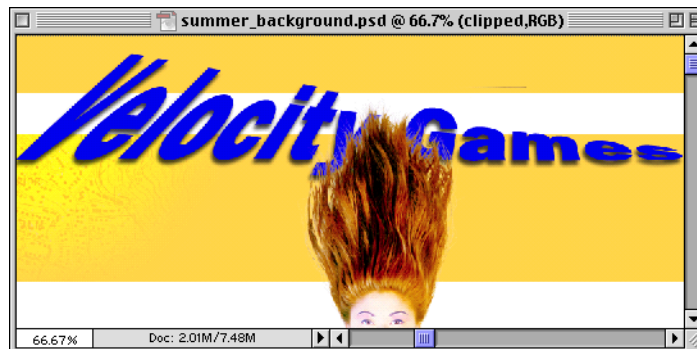 summer_background.psd @ 66.7% (clipped,RGB)
Velocity Games
66.67%
Doc: 2.01M/7.48M